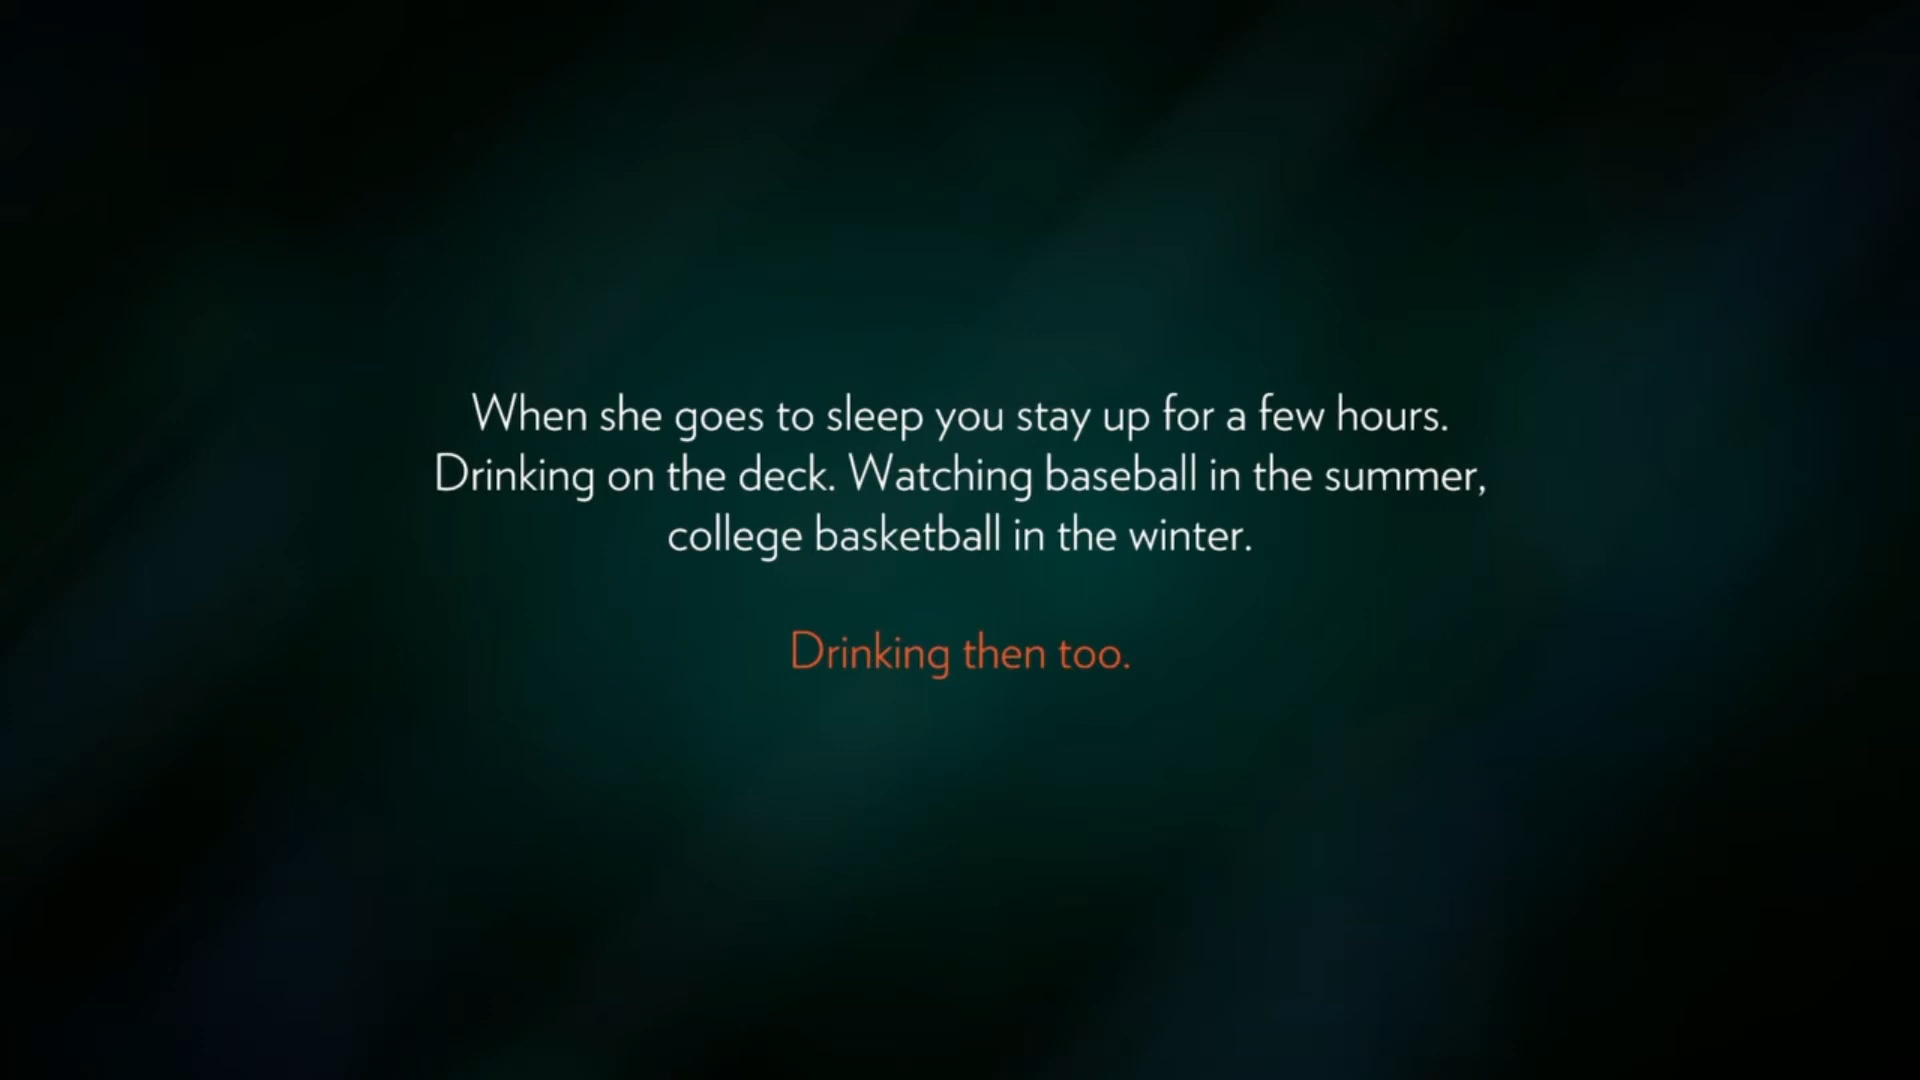 When she goes to sleep you stay up for a few hours.
Drinking on the deck. Watching baseball in the summer,
college basketball in the winter.
Drinking then too.